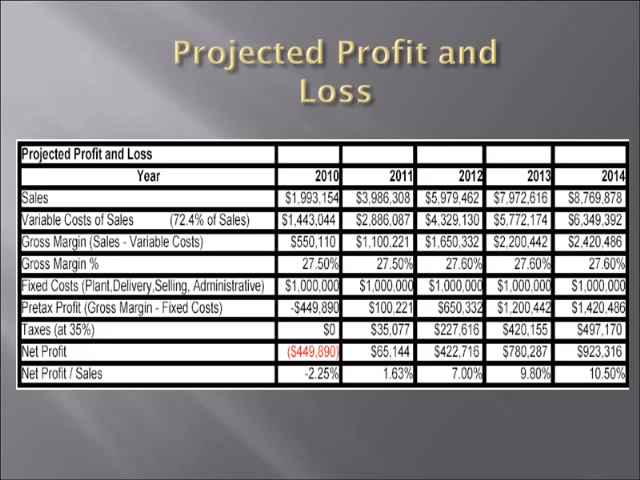 Projected Profit and
Loss
Projected Profit and Loss
Year 2010 2011 2012 2013 2014
Sales $1,993,154 $3,986,308 $5,979,462 $7,972,616 $8,769,878
Variable Costs of Sales (72.4% of Sales) $1,443,044 $2,886,087 $4,329,130 $5,772,174 $6,349,392
Gross Margin (Sales - Variable Costs) $550,110 $1,100,221 $1,650,332 $2,200,442 $2,420,486
Gross Margin % 27.50% 27.50% 27.60% 27.60% 27.60%
Fixed Costs (Plant,Delivery,Selling, Administrative) $1,000,000 $1,000,000 $1,000,000 $1,000,000 $1,000,000
Pretax Profit (Gross Margin - Fixed Costs) -$449,890 $100,221 $650,332 $1,200,442 $1,420,486
Taxes (at 35%) $0 $35,077 $227,616 $420,155 $497,170
Net Profit ($449,890) $65,144 $422,716 $780,287 $923,316
Net Profit / Sales -2.25% 1.63% 7.00% 9.80% 10.50%